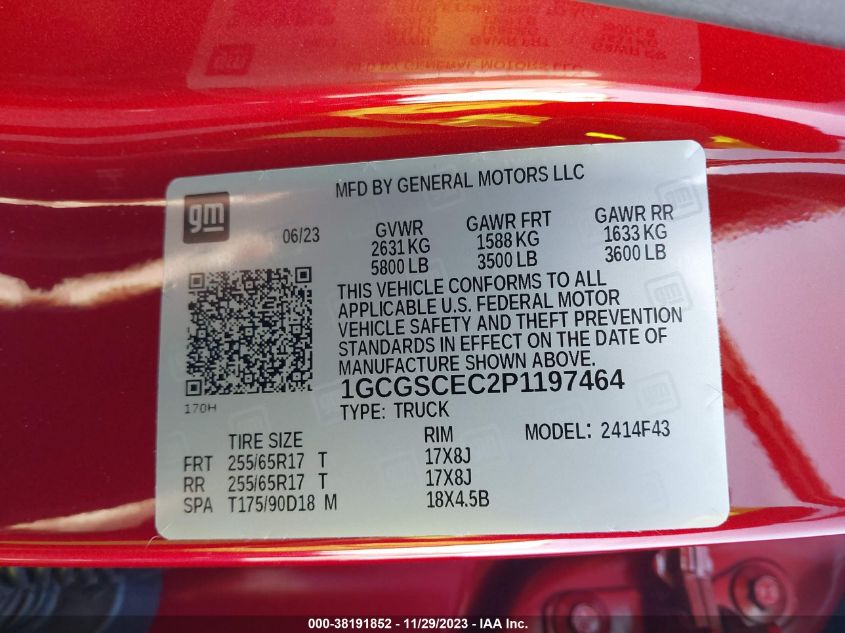 MFD BY GENERAL MOTORS LLC
gm
06/23
GVWR GAWR FRT GAWR RR
2631 KG 1588 KG 1633 KG
5800 LB 3500 LB 3600 LB
THIS VEHICLE CONFORMS TO ALL
APPLICABLE U.S. FEDERAL MOTOR
VEHICLE SAFETY AND THEFT PREVENTION
STANDARDS IN EFFECT ON THE DATE OF
MANUFACTURE SHOWN ABOVE.
170H
1GCGSCEC2P1197464
TYPE: TRUCK
TIRE SIZE RIM MODEL: 2414F43
FRT 255/65R17 T 17X8J
RR 255/65R17 T 17X8J
SPA T175/90D18 M 18X4.5B
000-38191852 - 11/29/2023 - IAA Inc.